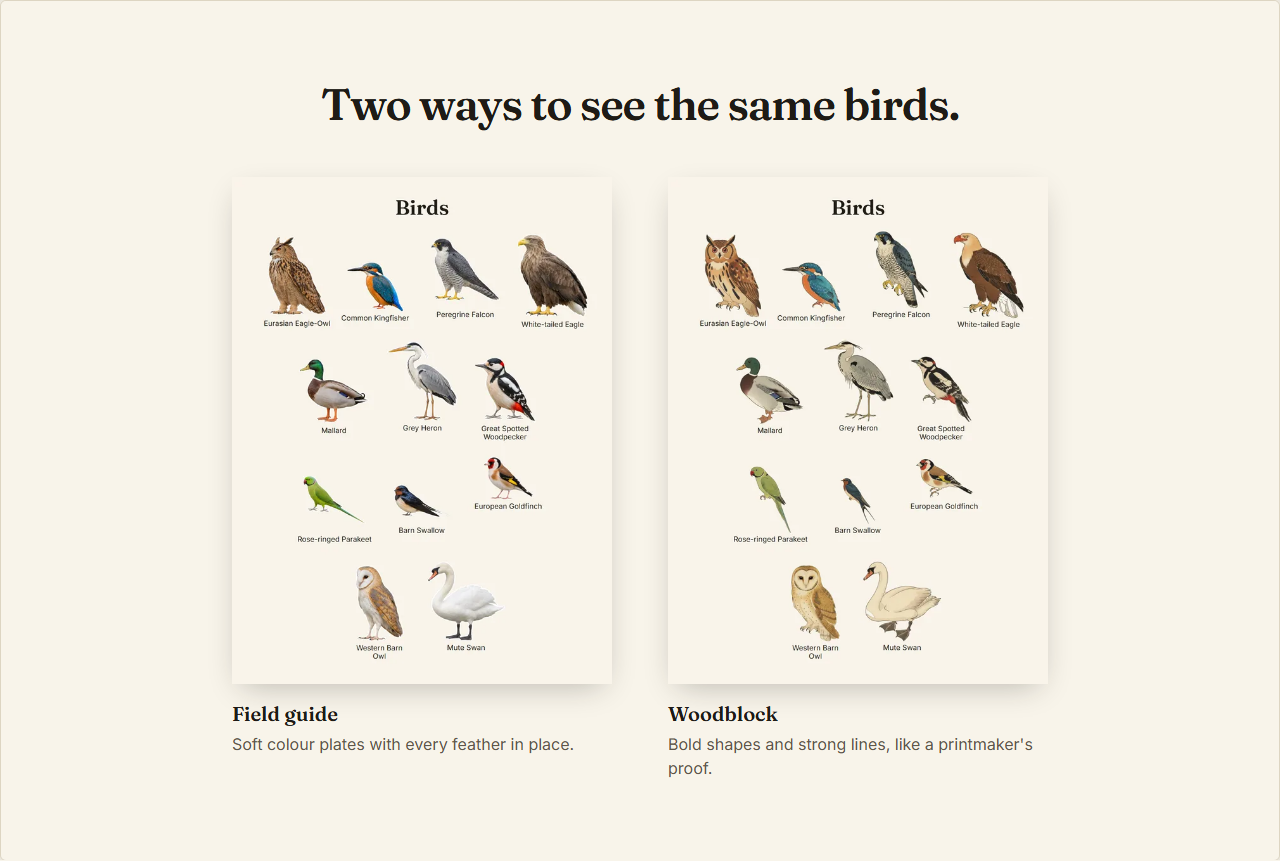 Two ways to see the same birds.
Birds
Eurasian Eagle-Owl
Common Kingfisher
Peregrine Falcon
White-tailed Eagle
Mallard
Grey Heron
Great Spotted
Woodpecker
Rose-ringed Parakeet
Barn Swallow
European Goldfinch
Western Barn
Owl
Mute Swan
Field guide
Soft colour plates with every feather in place.
Birds
Eurasian Eagle-Owl
Common Kingfisher
Peregrine Falcon
White-tailed Eagle
Mallard
Grey Heron
Great Spotted
Woodpecker
Rose-ringed Parakeet
Barn Swallow
European Goldfinch
Western Barn
Owl
Mute Swan
Woodblock
Bold shapes and strong lines, like a printmaker's
proof.